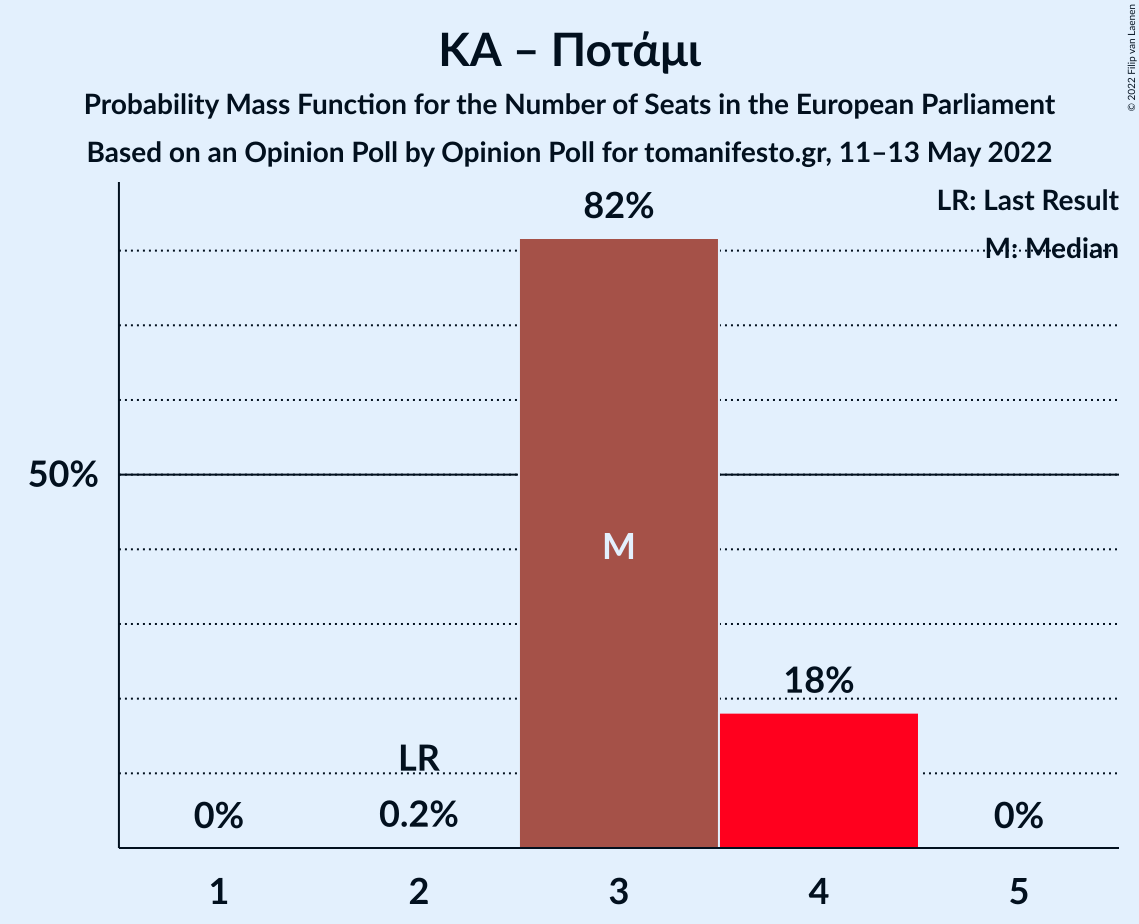 ΚΑ – Ποτάμι
Probability Mass Function for the Number of Seats in the European Parliament
Based on an Opinion Poll by Opinion Poll for tomanifesto.gr, 11–13 May 2022
© 2022 Filip van Laenen
LR: Last Result
M: Median
82%
50%
M
18%
LR
0%
0.2%
0%
1 2 3 4 5